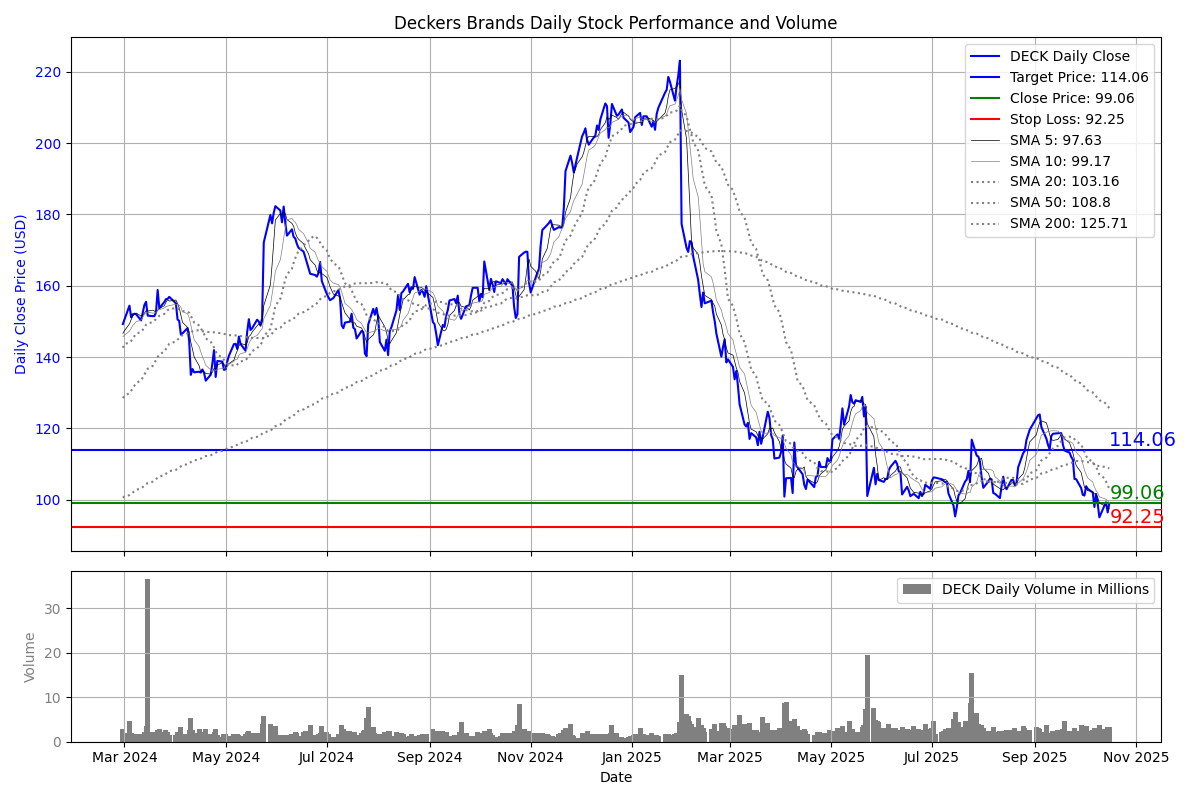 Deckers Brands Daily Stock Performance and Volume
Daily Close Price (USD)
220
200
180
160
140
120
100
DECK Daily Close
Target Price: 114.06
Close Price: 99.06
Stop Loss: 92.25
SMA 5: 97.63
SMA 10: 99.17
SMA 20: 103.16
SMA 50: 108.8
SMA 200: 125.71
114.06
99.06
92.25
Volume
30
20
10
0
DECK Daily Volume in Millions
Mar 2024 May 2024 Jul 2024 Sep 2024 Nov 2024 Jan 2025 Mar 2025 May 2025 Jul 2025 Sep 2025 Nov 2025
Date